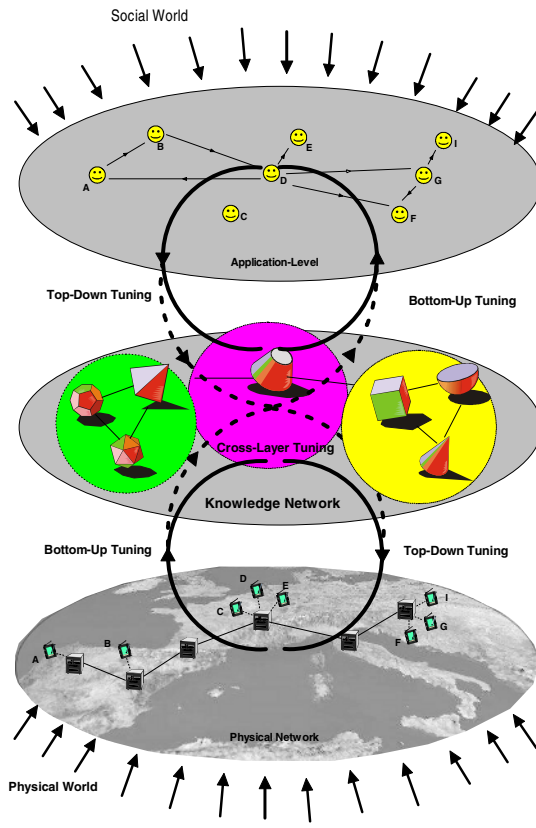 Social World
B
E
I
A
D
G
F
C
Application-Level
Top-Down Tuning
Bottom-Up Tuning
Cross-Layer Tuning
Knowledge Network
Bottom-Up Tuning
Top-Down Tuning
D
E
C
I
B
G
A
F
Physical Network
Physical World